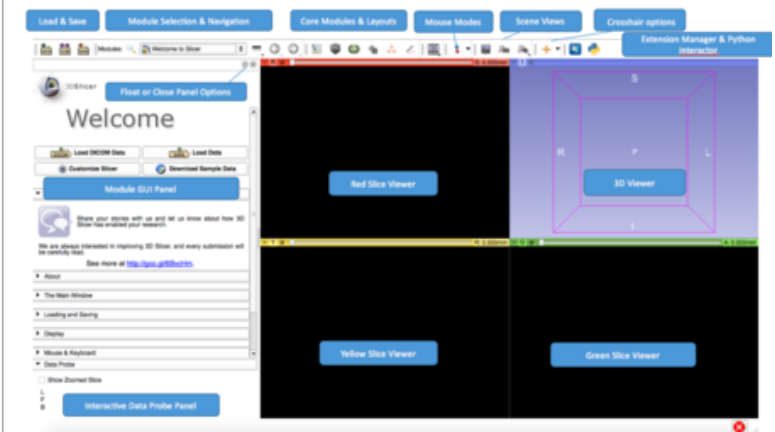 Load & Save
Module Selection & Navigation
Core Modules & Layouts
Mouse Modes
Scene Views
Crosshair options
Extension Manager & Python
Interactor
Modules:
Welcome to Slicer
3DSlicer
Float or Close Panel Options
Welcome
Load DICOM Data
Load Data
Customize Slicer
Download Sample Data
Module GUI Panel
Share your stories with us and let us know about how 3D
Slicer has enabled your research.
We are always interested in improving 3D Slicer, and every submission will
be carefully read.
See more at
About
The Main Window
Loading and Saving
Display
Mouse & Keyboard
Data Probe
Show Zoomed Slice
L
F
B
Interactive Data Probe Panel
Red Slice Viewer
S
R
P
L
I
3D Viewer
Yellow Slice Viewer
Green Slice Viewer